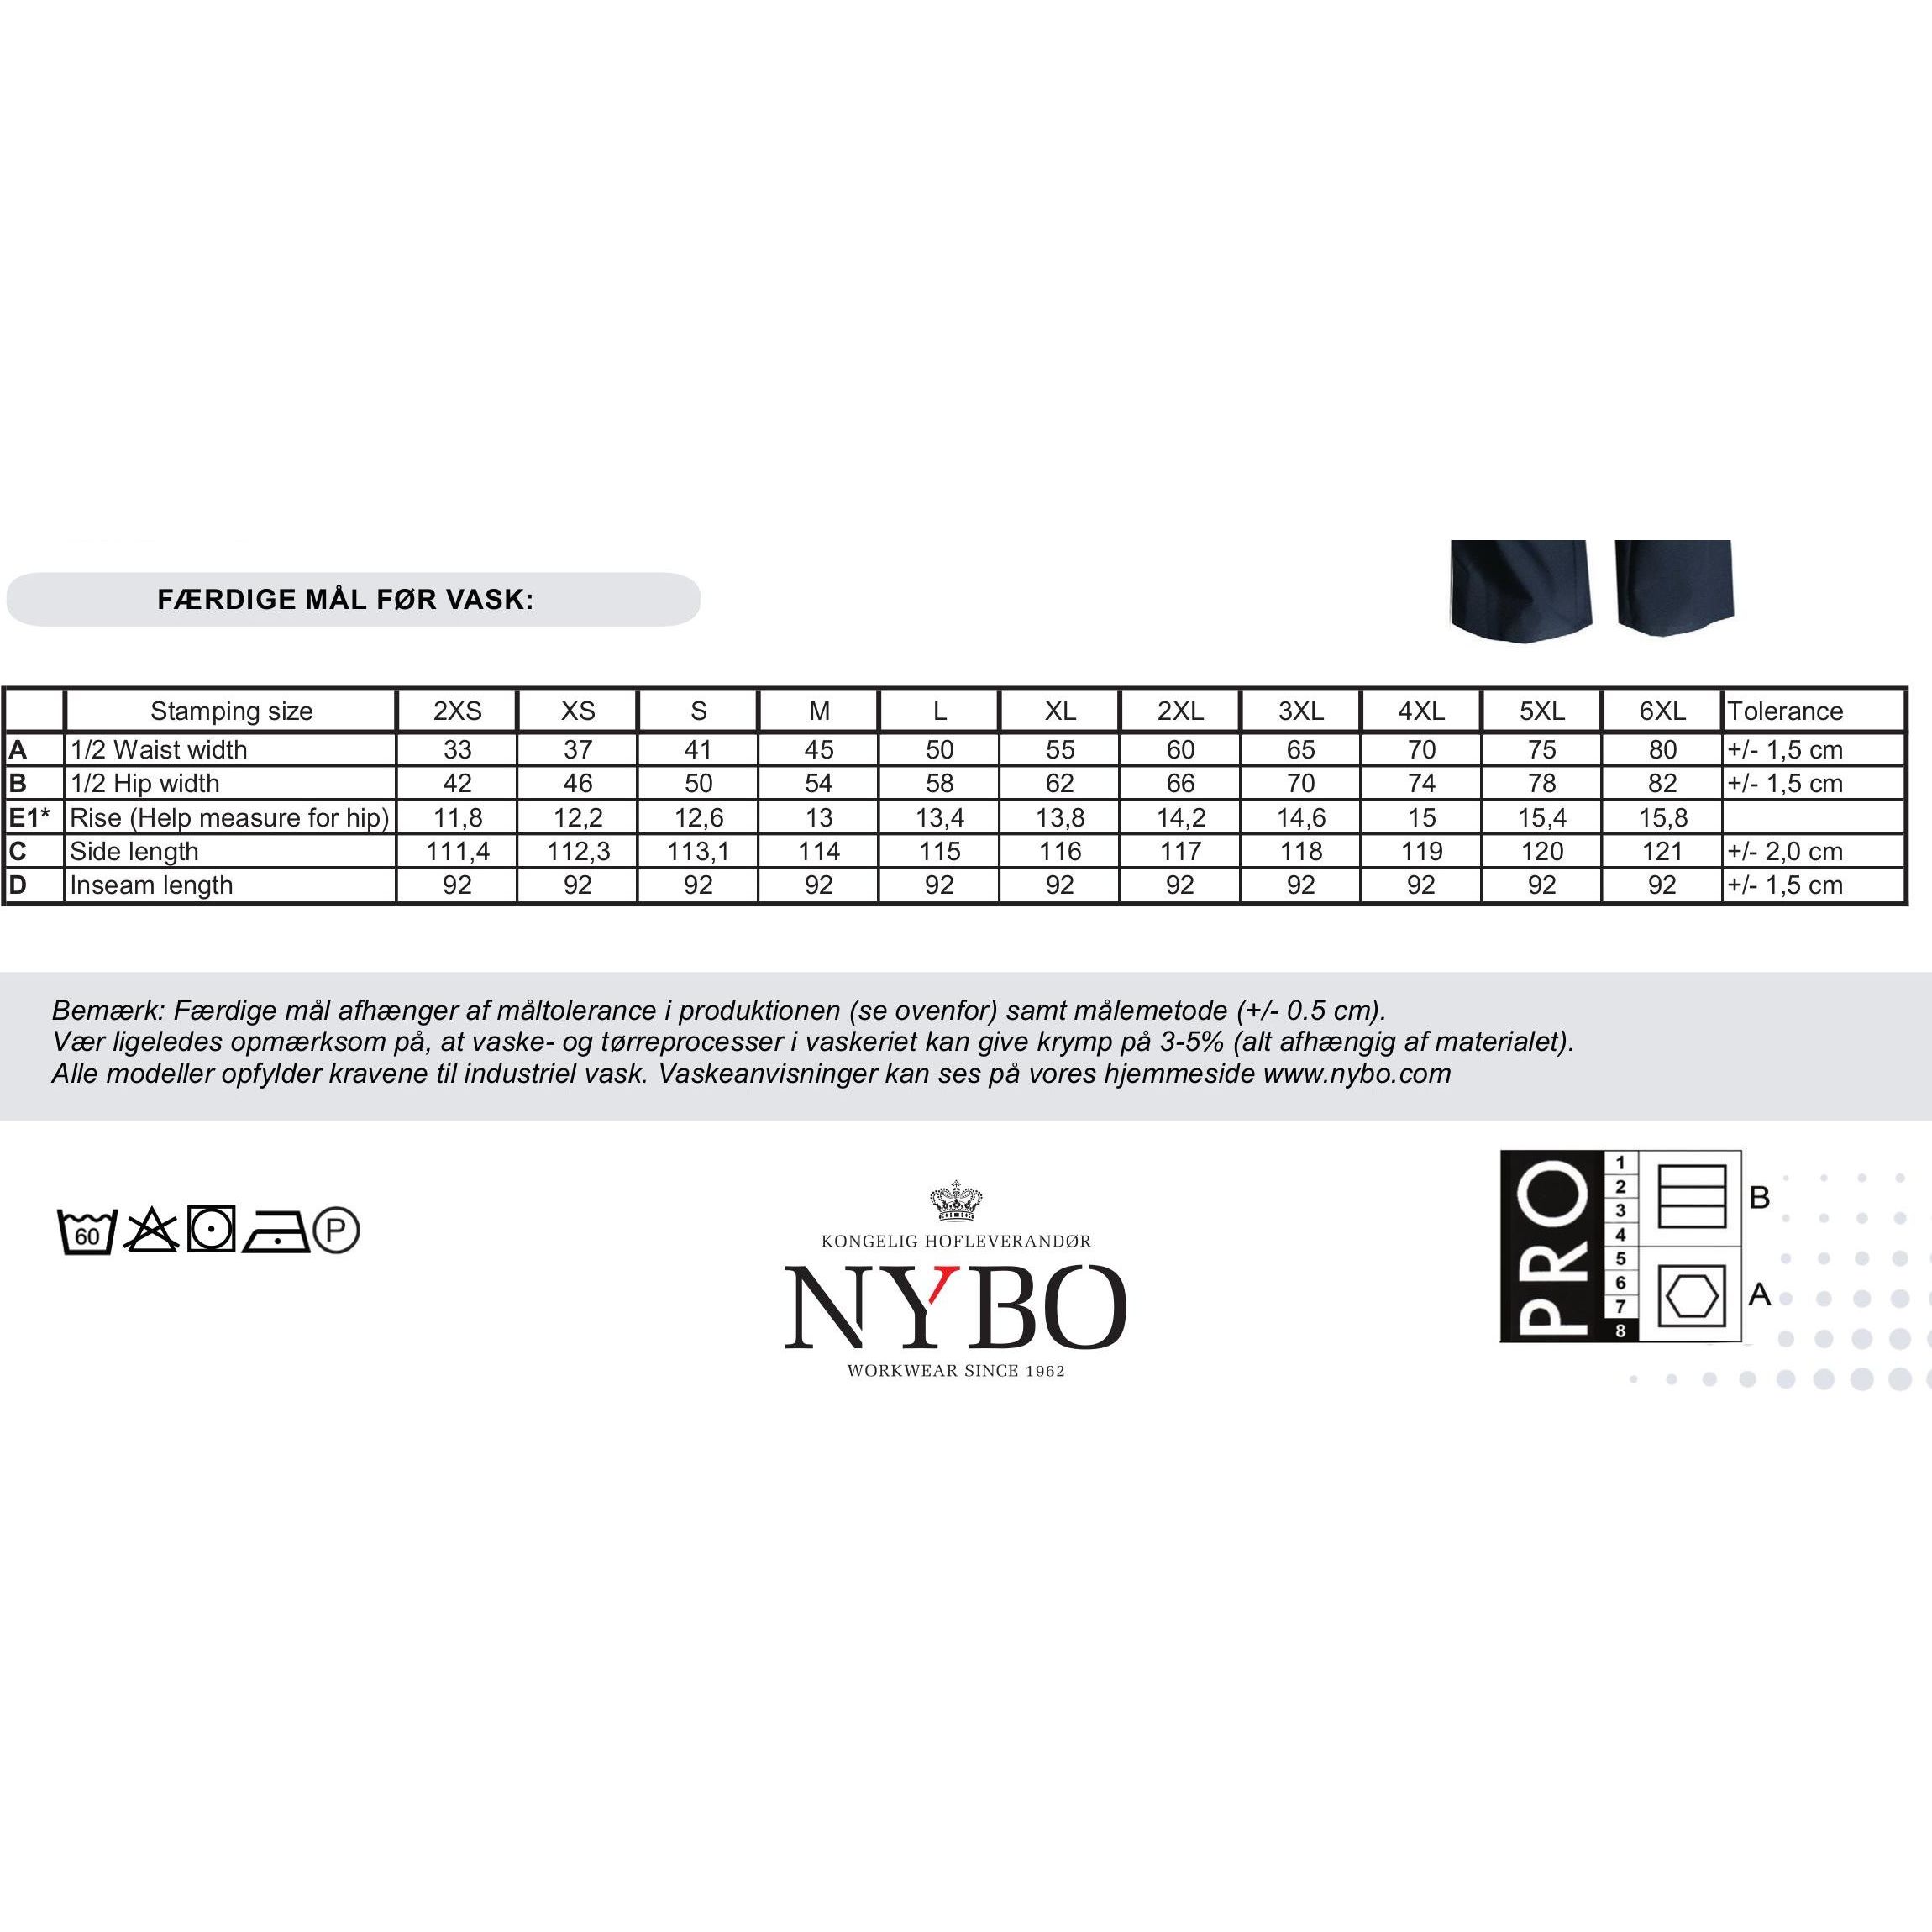 FÆRDIGE MÅL FØR VASK:
Stamping size 2XS XS S M L XL 2XL 3XL 4XL 5XL 6XL Tolerance
A 1/2 Waist width 33 37 41 45 50 55 60 65 70 75 80 +/- 1,5 cm
B 1/2 Hip width 42 46 50 54 58 62 66 70 74 78 82 +/- 1,5 cm
E1* Rise (Help measure for hip) 11,8 12,2 12,6 13 13,4 13,8 14,2 14,6 15 15,4 15,8
C Side length 111,4 112,3 113,1 114 115 116 117 118 119 120 121 +/- 2,0 cm
D Inseam length 92 92 92 92 92 92 92 92 92 92 92 +/- 1,5 cm
Bemærk: Færdige mål afhænger af måltolerance i produktionen (se ovenfor) samt målemetode (+/- 0.5 cm).
Vær ligeledes opmærksom på, at vaske- og tørreprocesser i vaskeriet kan give krymp på 3-5% (alt afhængig af materialet).
Alle modeller opfylder kravene til industriel vask. Vaskeanvisninger kan ses på vores hjemmeside www.nybo.com
60
P
KONGELIG HOFLEVERANDØR
NYBO
WORKWEAR SINCE 1962
PRO
1
2
3
4
5
6
7
8
B
A